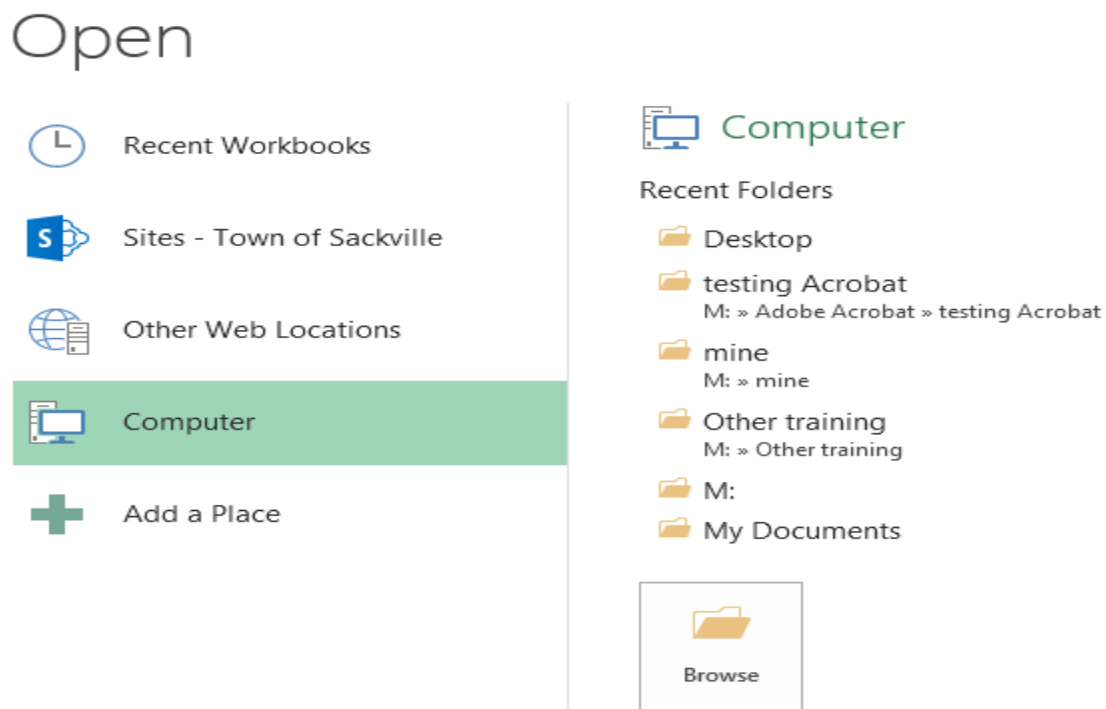 Open
Recent Workbooks
S
Sites - Town of Sackville
Other Web Locations
Computer
Add a Place
Computer
Recent Folders
Desktop
testing Acrobat
M: » Adobe Acrobat » testing Acrobat
mine
M: » mine
Other training
M: » Other training
M:
My Documents
Browse